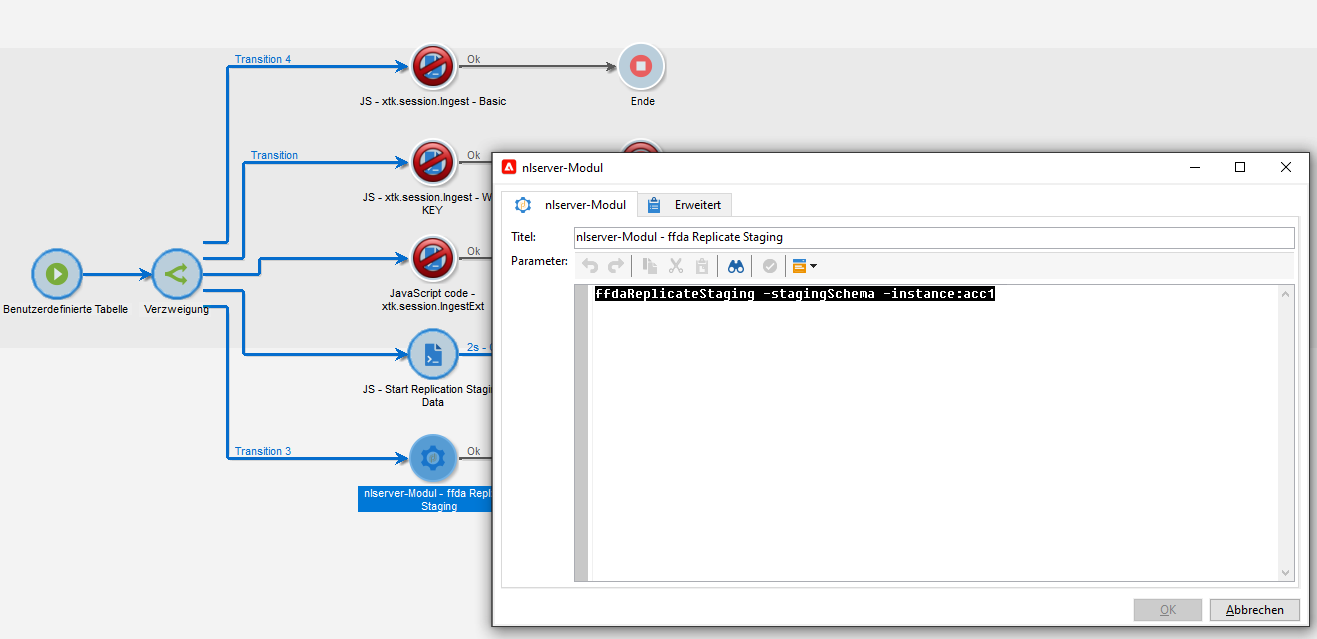 Transition 4
Ok
JS - xtk.session.Ingest - Basic
Ende
Transition
Ok
JS - xtk.session.Ingest - W
KEY
Ok
JavaScript code -
xtk.session.IngestExt
Benutzerdefinierte Tabelle
Verzweigung
2s -
JS - Start Replication Stagi
Data
Transition 3
Ok
nlserver-Modul - ffda Repl
Staging
nlserver-Modul
nlserver-Modul
Erweitert
Titel:
nlserver-Modul - ffda Replicate Staging
Parameter:
ffdaReplicateStaging -stagingSchema -instance:acc1
OK
Abbrechen